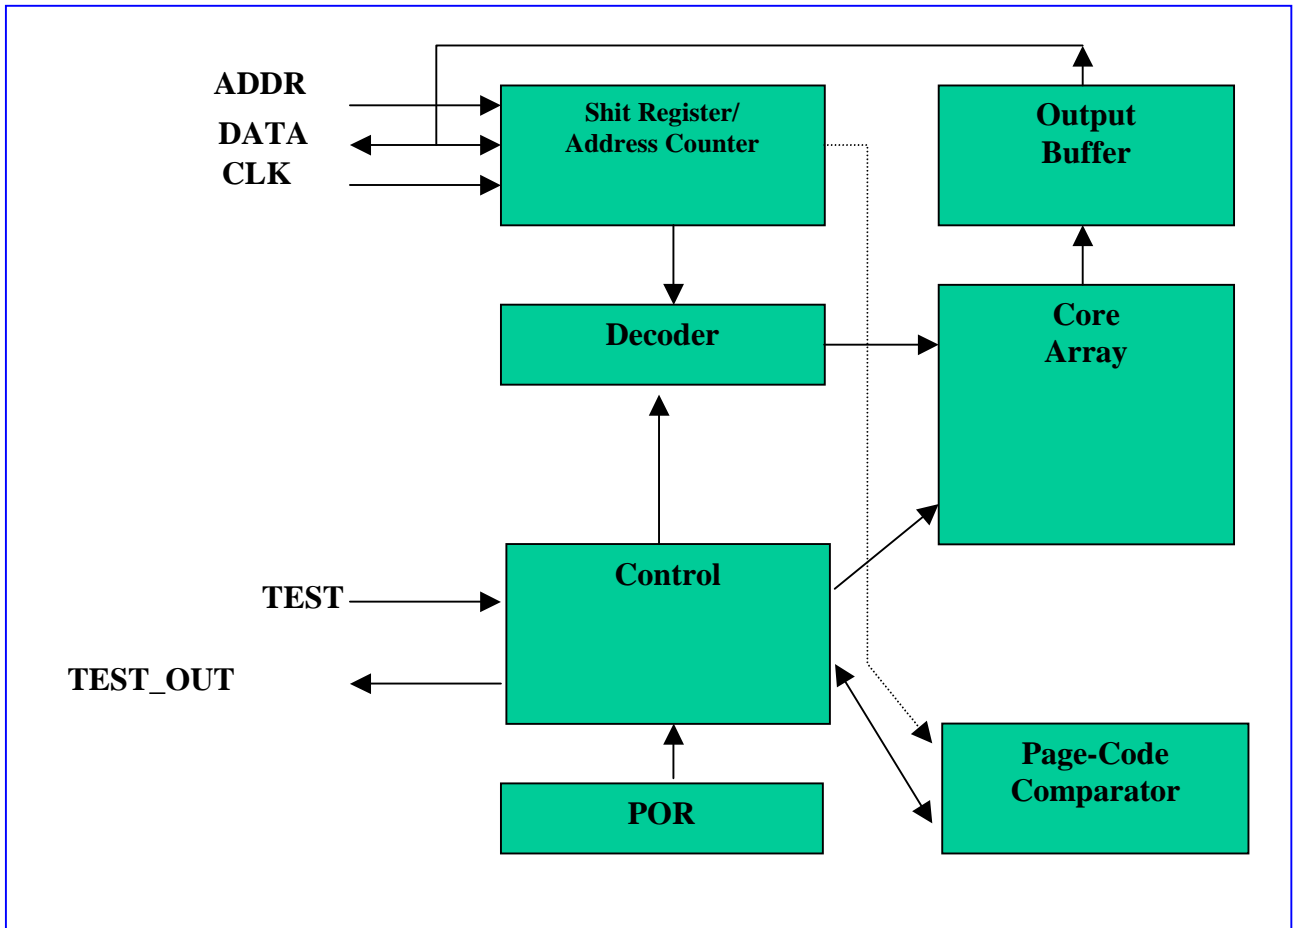 ADDR
DATA
CLK
Shit Register/
Address Counter
Output
Buffer
Decoder
Core
Array
TEST
Control
TEST_OUT
Page-Code
Comparator
POR